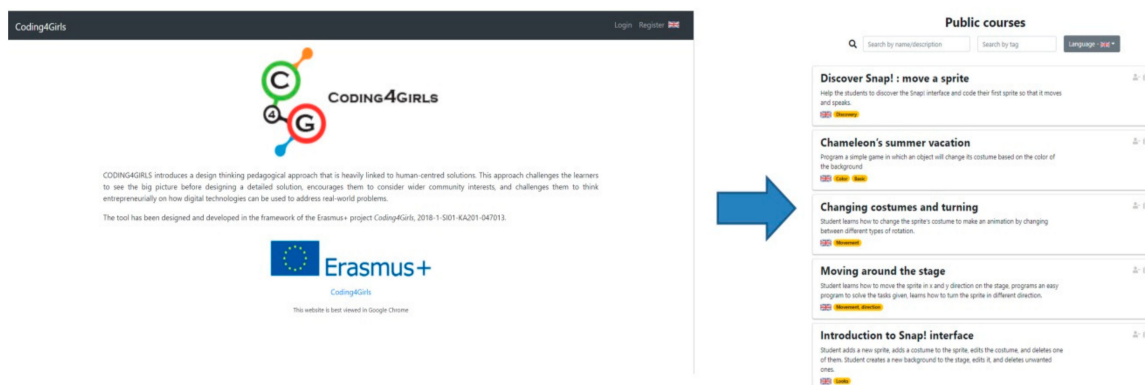 Coding4Girls
Login Register
C
4
G
CODING4GIRLS
CODING4GIRLS introduces a design thinking pedagogical approach that is heavily linked to human-centred solutions. This approach challenges the learners
to see the big picture before designing a detailed solution, encourages them to consider wider community interests, and challenges them to think
entrepreneurially on how digital technologies can be used to address real-world problems.
The tool has been designed and developed in the framework of the Erasmus+ project Coding4Girls, 2018-1-SI01-KA201-047013.
Erasmus+
Coding4Girls
This website is best viewed in Google Chrome
Public courses
Search by name/description
Search by tag
Language -
Discover Snap! : move a sprite
Help the students to discover the Snap! interface and code their first sprite so that it moves
and speaks.
Discovery
Chameleon's summer vacation
Program a simple game in which an object will change its costume based on the color of
the background
Color Basic
Changing costumes and turning
Student learns how to change the sprite's costume to make an animation by changing
between different types of rotation.
Movement
Moving around the stage
Student learns how to move the sprite in x and y direction on the stage, programs an easy
program to solve the tasks given, learns how to turn the sprite in different direction.
Movement, direction
Introduction to Snap! interface
Student adds a new sprite, adds a costume to the sprite, edits the costume, and deletes one
of them. Student creates a new background to the stage, edits it, and deletes unwanted
ones.
Looks